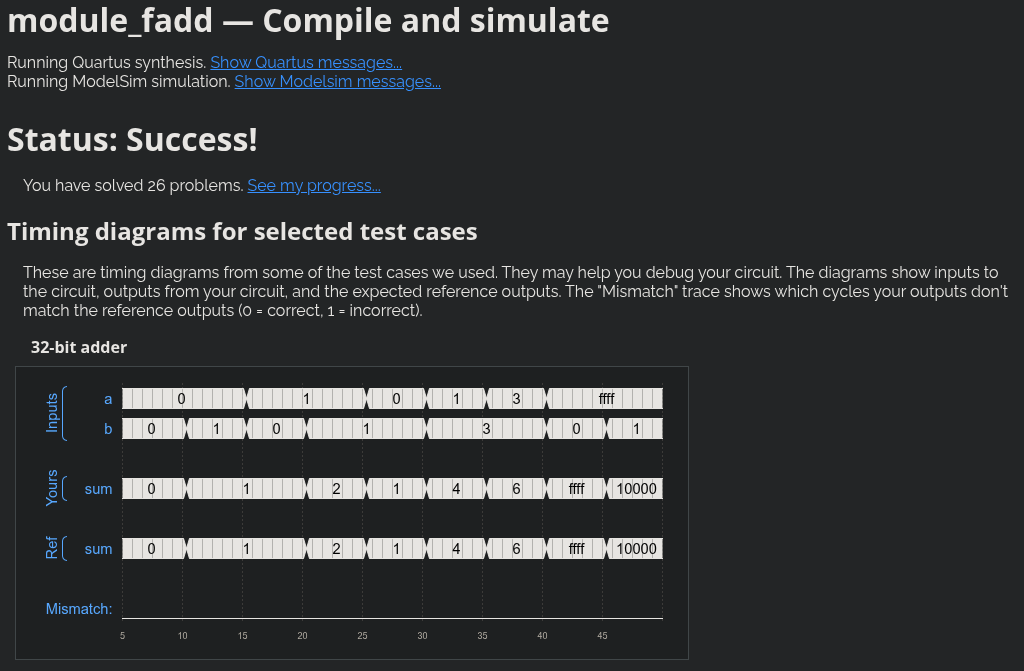 module_fadd — Compile and simulate
Running Quartus synthesis. Show Quartus messages...
Running ModelSim simulation. Show Modelsim messages...
Status: Success!
You have solved 26 problems. See my progress...
Timing diagrams for selected test cases
These are timing diagrams from some of the test cases we used. They may help you debug your circuit. The diagrams show inputs to
the circuit, outputs from your circuit, and the expected reference outputs. The "Mismatch" trace shows which cycles your outputs don't
match the reference outputs (0 = correct, 1 = incorrect).
32-bit adder
Inputs
a 0 1 0 1 3 ffff
b 0 1 0 1 3 0 1
Yours
sum 0 1 2 1 4 6 ffff 10000
Ref
sum 0 1 2 1 4 6 ffff 10000
Mismatch:
5 10 15 20 25 30 35 40 45